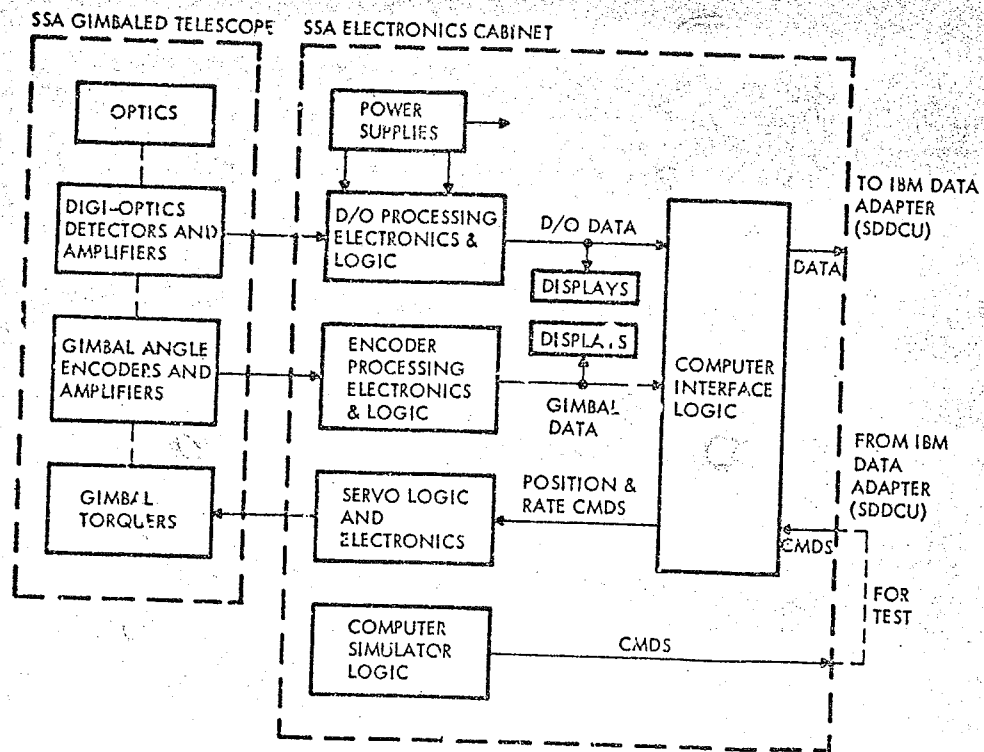 SSA GIMBALED TELESCOPE
SSA ELECTRONICS CABINET
OPTICS
DIGI-OPTICS
DETECTORS AND
AMPLIFIERS
GIMBAL ANGLE
ENCODERS AND
AMPLIFIERS
GIMBAL
TORQUERS
POWER
SUPPLIES
D/O PROCESSING
ELECTRONICS &
LOGIC
D/O DATA
DISPLAYS
DISPLAYS
ENCODER
PROCESSING
ELECTRONICS
& LOGIC
GIMBAL
DATA
SERVO LOGIC
AND
ELECTRONICS
POSITION &
RATE CMDS
COMPUTER
SIMULATOR
LOGIC
CMDS
COMPUTER
INTERFACE
LOGIC
TO IBM DATA
ADAPTER
(SDDCU)
DATA
FROM IBM
DATA
ADAPTER
(SDDCU)
CMDS
FOR
TEST